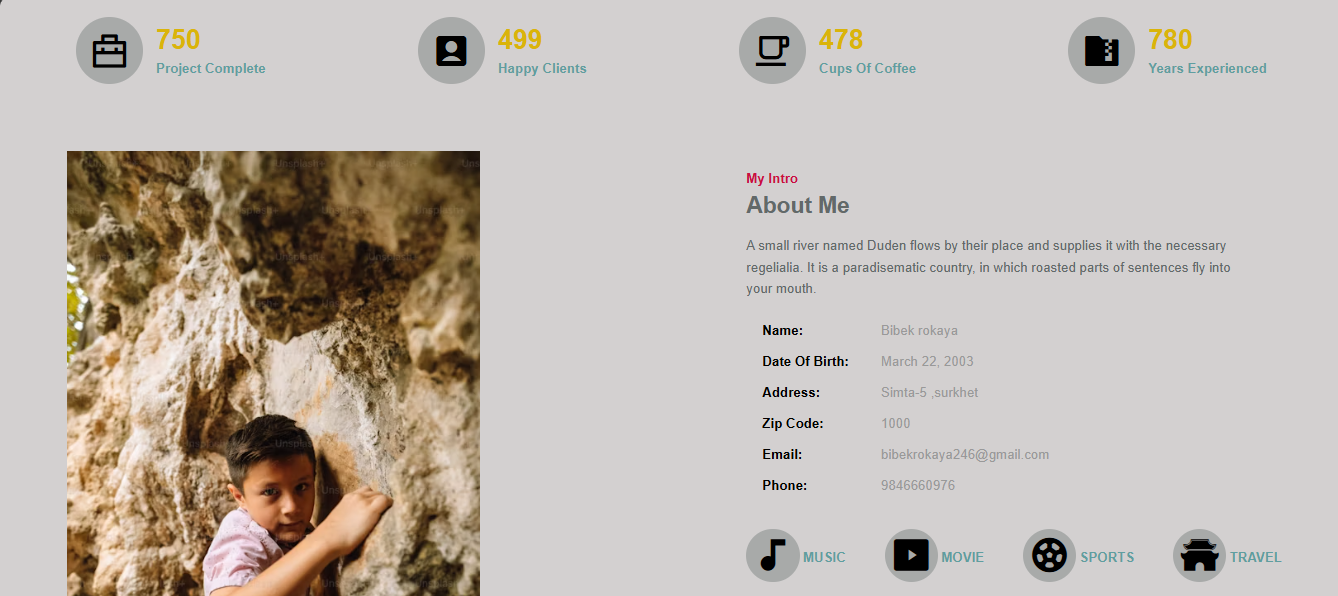 750
Project Complete
499
Happy Clients
478
Cups Of Coffee
780
Years Experienced
My Intro
About Me
A small river named Duden flows by their place and supplies it with the necessary
regelialia. It is a paradisematic country, in which roasted parts of sentences fly into
your mouth.
Name: Bibek rokaya
Date Of Birth: March 22, 2003
Address: Simta-5 ,surkhet
Zip Code: 1000
Email: bibekrokaya246@gmail.com
Phone: 9846660976
MUSIC MOVIE SPORTS TRAVEL
Unsplash+